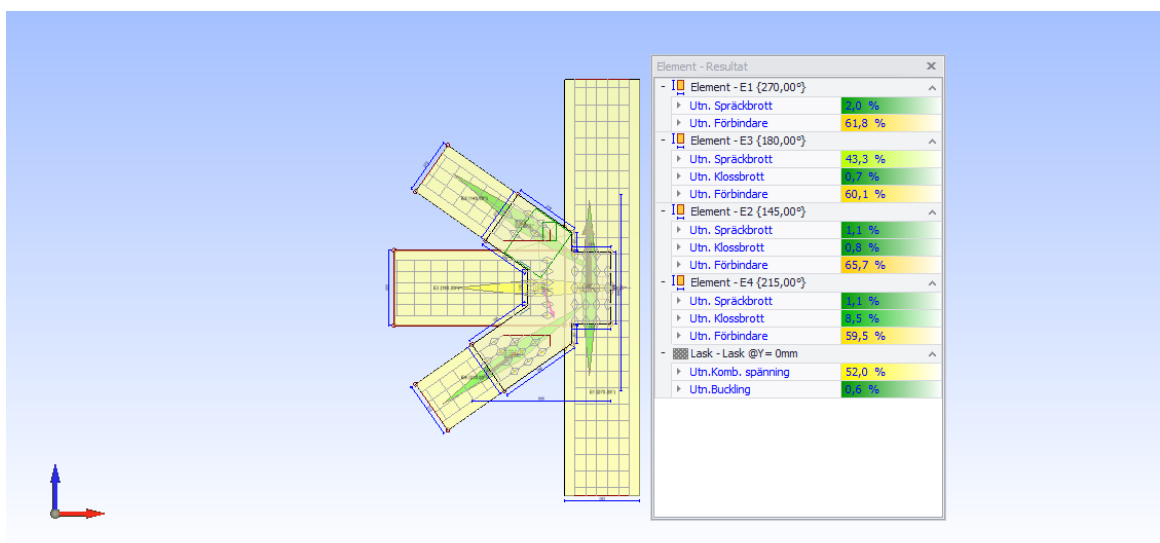 Element - Resultat
Element - E1 {270,00°}
Utn. Spräckbrott 2,0 %
Utn. Förbindare 61,8 %
Element - E3 {180,00°}
Utn. Spräckbrott 43,3 %
Utn. Klossbrott 0,7 %
Utn. Förbindare 60,1 %
Element - E2 {145,00°}
Utn. Spräckbrott 1,1 %
Utn. Klossbrott 0,8 %
Utn. Förbindare 65,7 %
Element - E4 {215,00°}
Utn. Spräckbrott 1,1 %
Utn. Klossbrott 8,5 %
Utn. Förbindare 59,5 %
Lask - Lask @Y= 0mm
Utn.Komb. spänning 52,0 %
Utn.Buckling 0,6 %